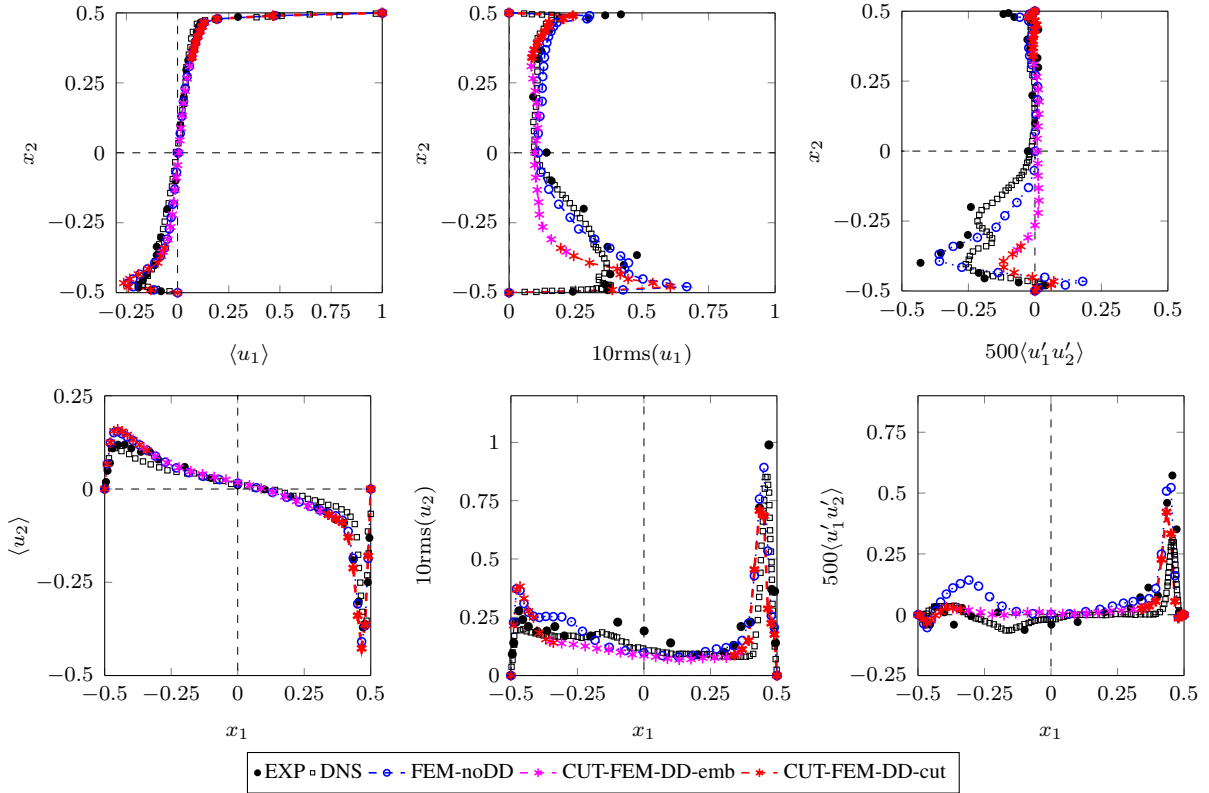 0.5 0.5 0.5
0.25 0.25 0.25
x₂ 0 x₂ 0 x₂ 0
−0.25 −0.25 −0.25
−0.5 −0.5 −0.5
−0.25 0 0.25 0.5 0.75 1 0 0.25 0.5 0.75 1 −0.5 −0.25 0 0.25 0.5
⟨u₁⟩ 10rms(u₁) 500⟨u′₁u′₂⟩
0.25
0
−0.25
−0.5
⟨u₂⟩
−0.5 −0.25 0 0.25 0.5
x₁
1
0.75
0.5
0.25
0
10rms(u₂)
−0.5 −0.25 0 0.25 0.5
x₁
0.75
0.5
0.25
0
−0.25
500⟨u′₁u′₂⟩
−0.5 −0.25 0 0.25 0.5
x₁
EXP DNS FEM-noDD CUT-FEM-DD-emb CUT-FEM-DD-cut